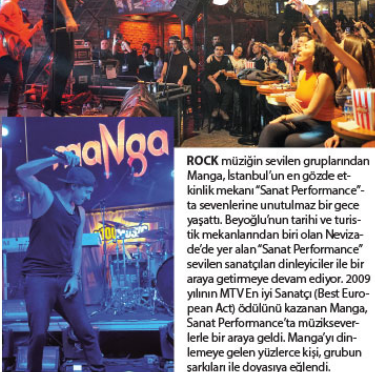 maNga
ROCK müziğin sevilen gruplarından
Manga, İstanbul'un en gözde et-
kinlik mekanı "Sanat Performance"-
ta sevenlerine unutulmaz bir gece
yaşattı. Beyoğlu'nun tarihi ve turis-
tik mekanlarından biri olan Neviza-
de'de yer alan "Sanat Performance"
sevilen sanatçıları dinleyiciler ile bir
araya getirmeye devam ediyor. 2009
yılının MTV En iyi Sanatçı (Best Euro-
pean Act) ödülünü kazanan Manga,
Sanat Performance'ta müziksever-
lerle bir araya geldi. Manga'yı din-
lemeye gelen yüzlerce kişi, grubun
şarkıları ile doyasıya eğlendi.